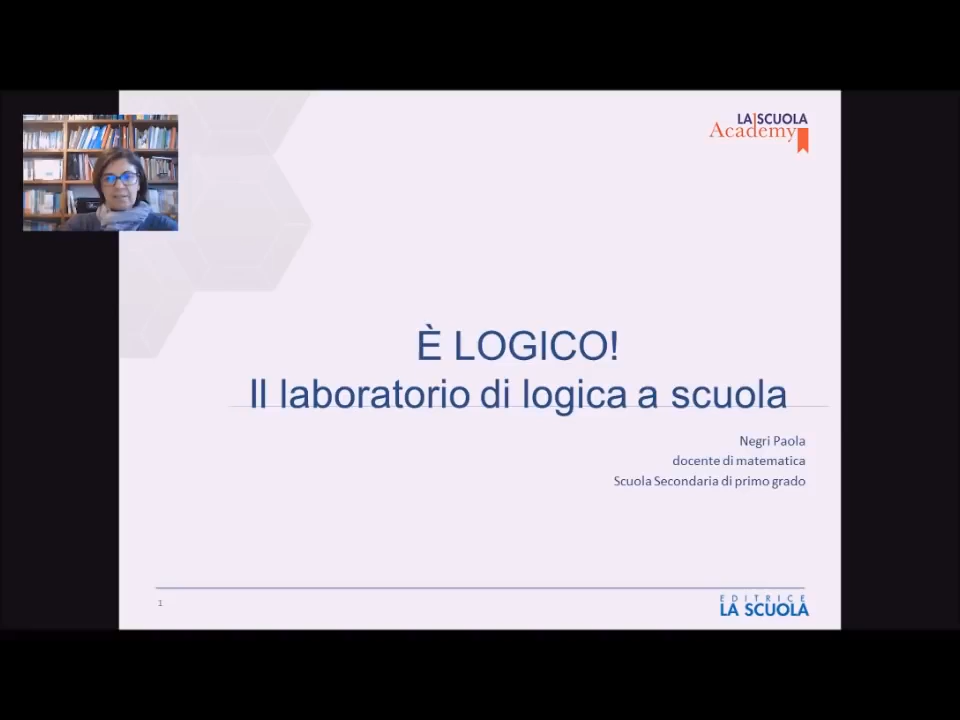 LA SCUOLA
Academy
È LOGICO!
Il laboratorio di logica a scuola
Negri Paola
docente di matematica
Scuola Secondaria di primo grado
1
EDITRICE
LA SCUOLA